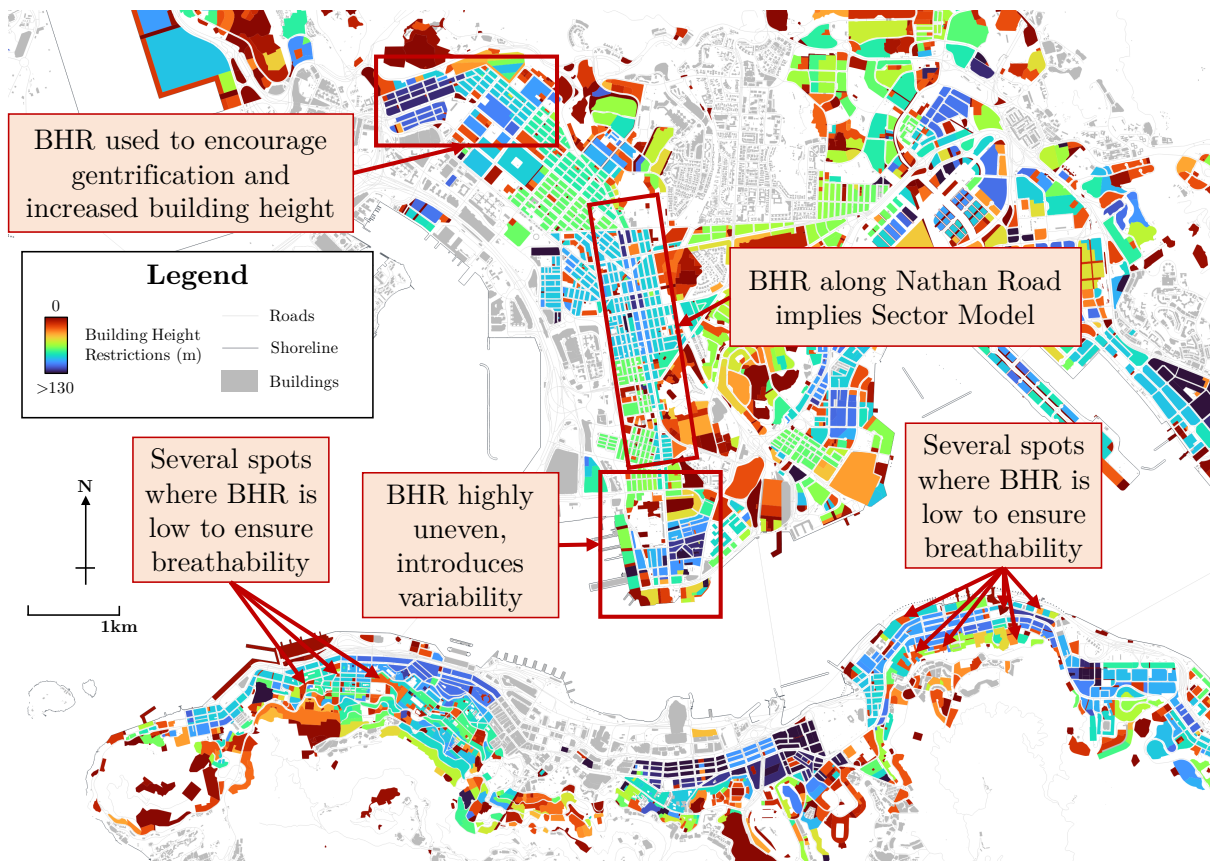 BHR used to encourage
gentrification and
increased building height
Legend
0
Building Height
Restrictions (m)
>130
Roads
Shoreline
Buildings
BHR along Nathan Road
implies Sector Model
Several spots
where BHR is
low to ensure
breathability
BHR highly
uneven,
introduces
variability
Several spots
where BHR is
low to ensure
breathability
N
1km